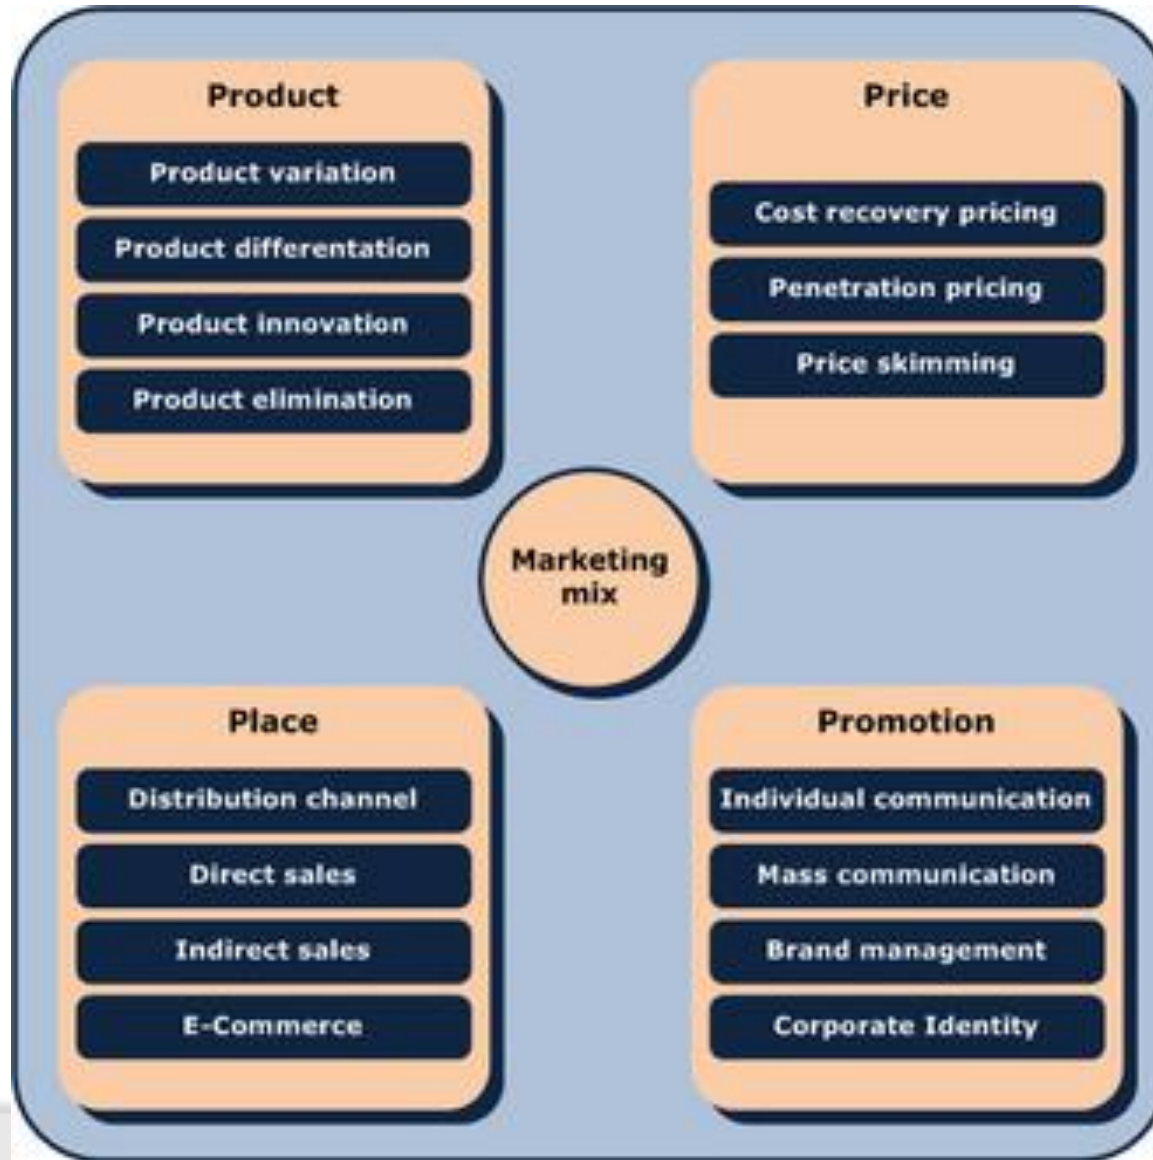 Product
Product variation
Product differentation
Product innovation
Product elimination
Price
Cost recovery pricing
Penetration pricing
Price skimming
Marketing
mix
Place
Distribution channel
Direct sales
Indirect sales
E-Commerce
Promotion
Individual communication
Mass communication
Brand management
Corporate Identity